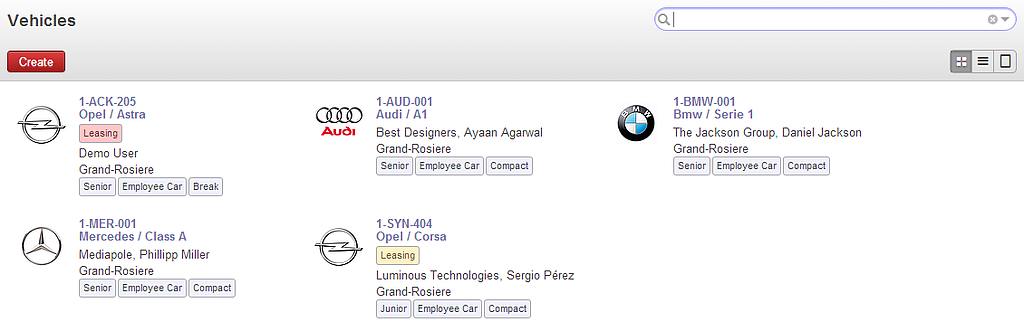 Vehicles
Create
1-ACK-205
Opel / Astra
Leasing
Demo User
Grand-Rosiere
Senior Employee Car Break
Audi
1-AUD-001
Audi / A1
Best Designers, Ayaan Agarwal
Grand-Rosiere
Senior Employee Car Compact
BMW
1-BMW-001
Bmw / Serie 1
The Jackson Group, Daniel Jackson
Grand-Rosiere
Senior Employee Car Compact
1-MER-001
Mercedes / Class A
Mediapole, Phillipp Miller
Grand-Rosiere
Senior Employee Car Compact
1-SYN-404
Opel / Corsa
Leasing
Luminous Technologies, Sergio Pérez
Grand-Rosiere
Junior Employee Car Compact